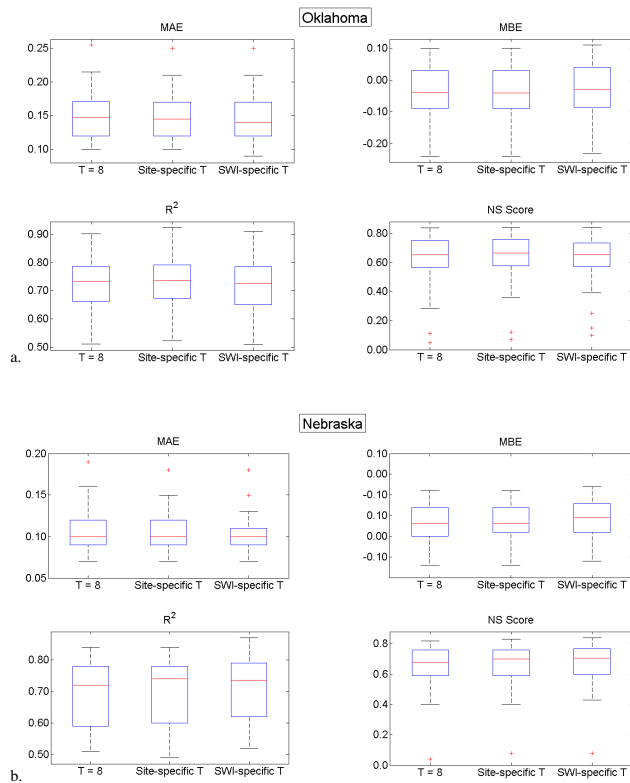 Oklahoma
MAE
0.25
0.20
0.15
0.10
T = 8 Site-specific T SWI-specific T
MBE
0.10
0.00
-0.10
-0.20
T = 8 Site-specific T SWI-specific T
R²
0.90
0.80
0.70
0.60
0.50
T = 8 Site-specific T SWI-specific T
NS Score
0.80
0.60
0.40
0.20
0.00
T = 8 Site-specific T SWI-specific T
a.
Nebraska
MAE
0.20
0.15
0.10
0.05
T = 8 Site-specific T SWI-specific T
MBE
0.10
0.00
-0.10
0.10
0.00
-0.10
T = 8 Site-specific T SWI-specific T
R²
0.80
0.70
0.60
0.50
T = 8 Site-specific T SWI-specific T
NS Score
0.8
0.6
0.4
0.2
0.0
T = 8 Site-specific T SWI-specific T
b.